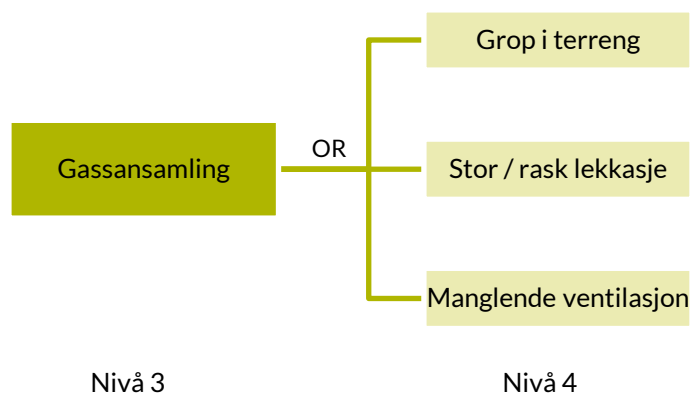 Grop i terreng
OR
Gassansamling
Stor / rask lekkasje
Manglende ventilasjon
Nivå 3
Nivå 4